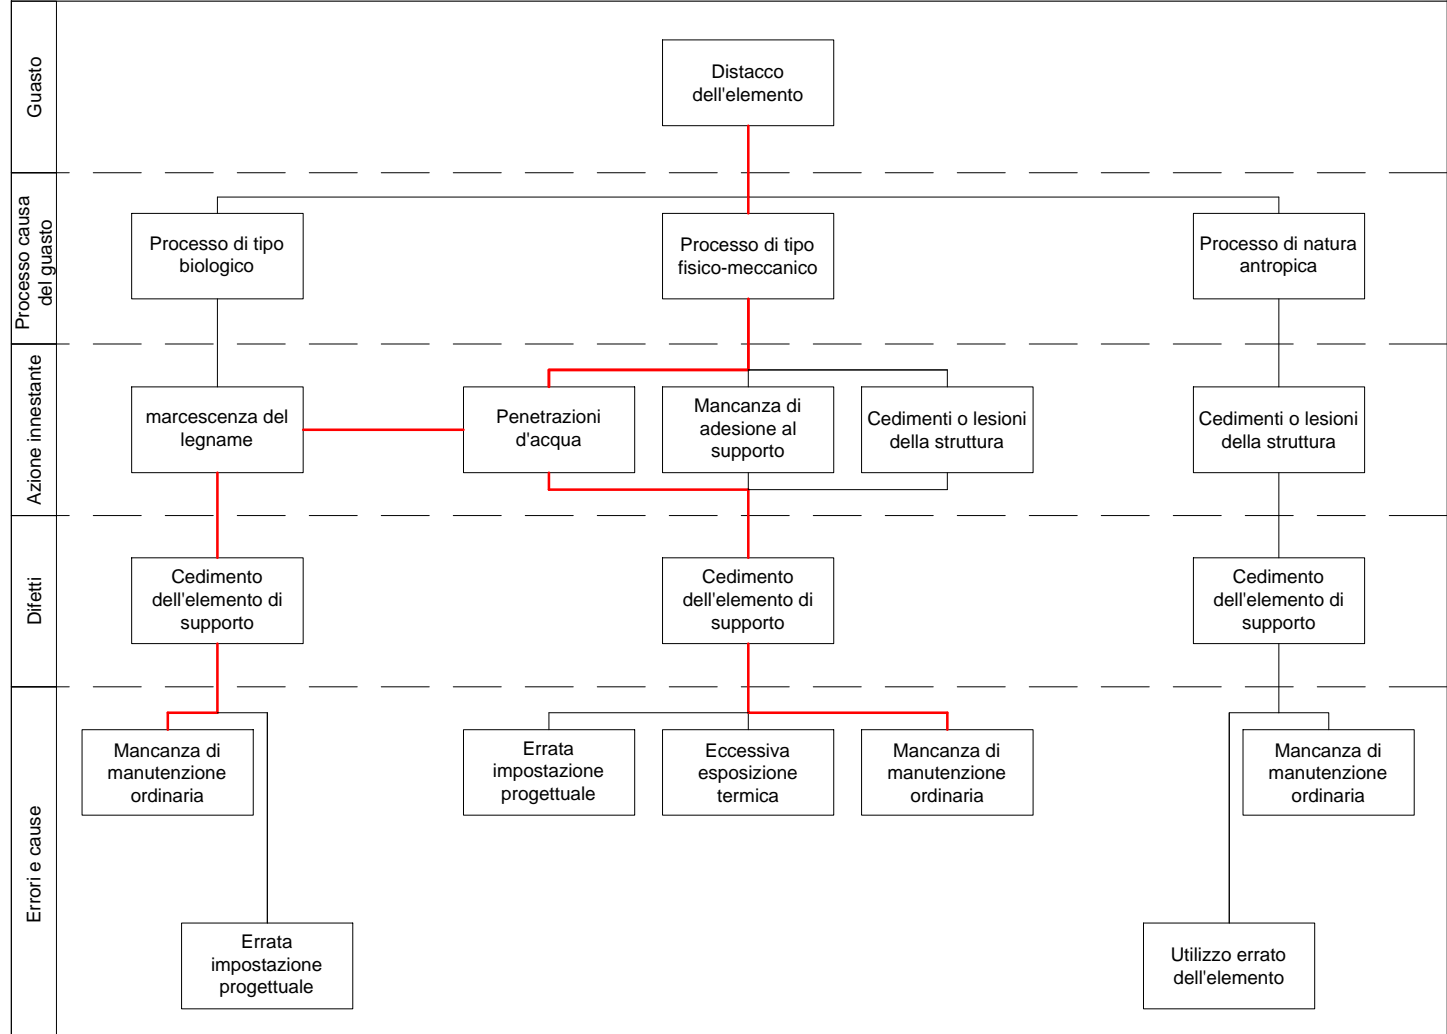 Guasto
Distacco
dell'elemento
Processo causa
del guasto
Processo di tipo
biologico
Processo di tipo
fisico-meccanico
Processo di natura
antropica
Azione innestante
marcescenza del
legname
Penetrazioni
d'acqua
Mancanza di
adesione al
supporto
Cedimenti o lesioni
della struttura
Cedimenti o lesioni
della struttura
Difetti
Cedimento
dell'elemento di
supporto
Cedimento
dell'elemento di
supporto
Cedimento
dell'elemento di
supporto
Errori e cause
Mancanza di
manutenzione
ordinaria
Errata
impostazione
progettuale
Eccessiva
esposizione
termica
Mancanza di
manutenzione
ordinaria
Mancanza di
manutenzione
ordinaria
Errata
impostazione
progettuale
Utilizzo errato
dell'elemento